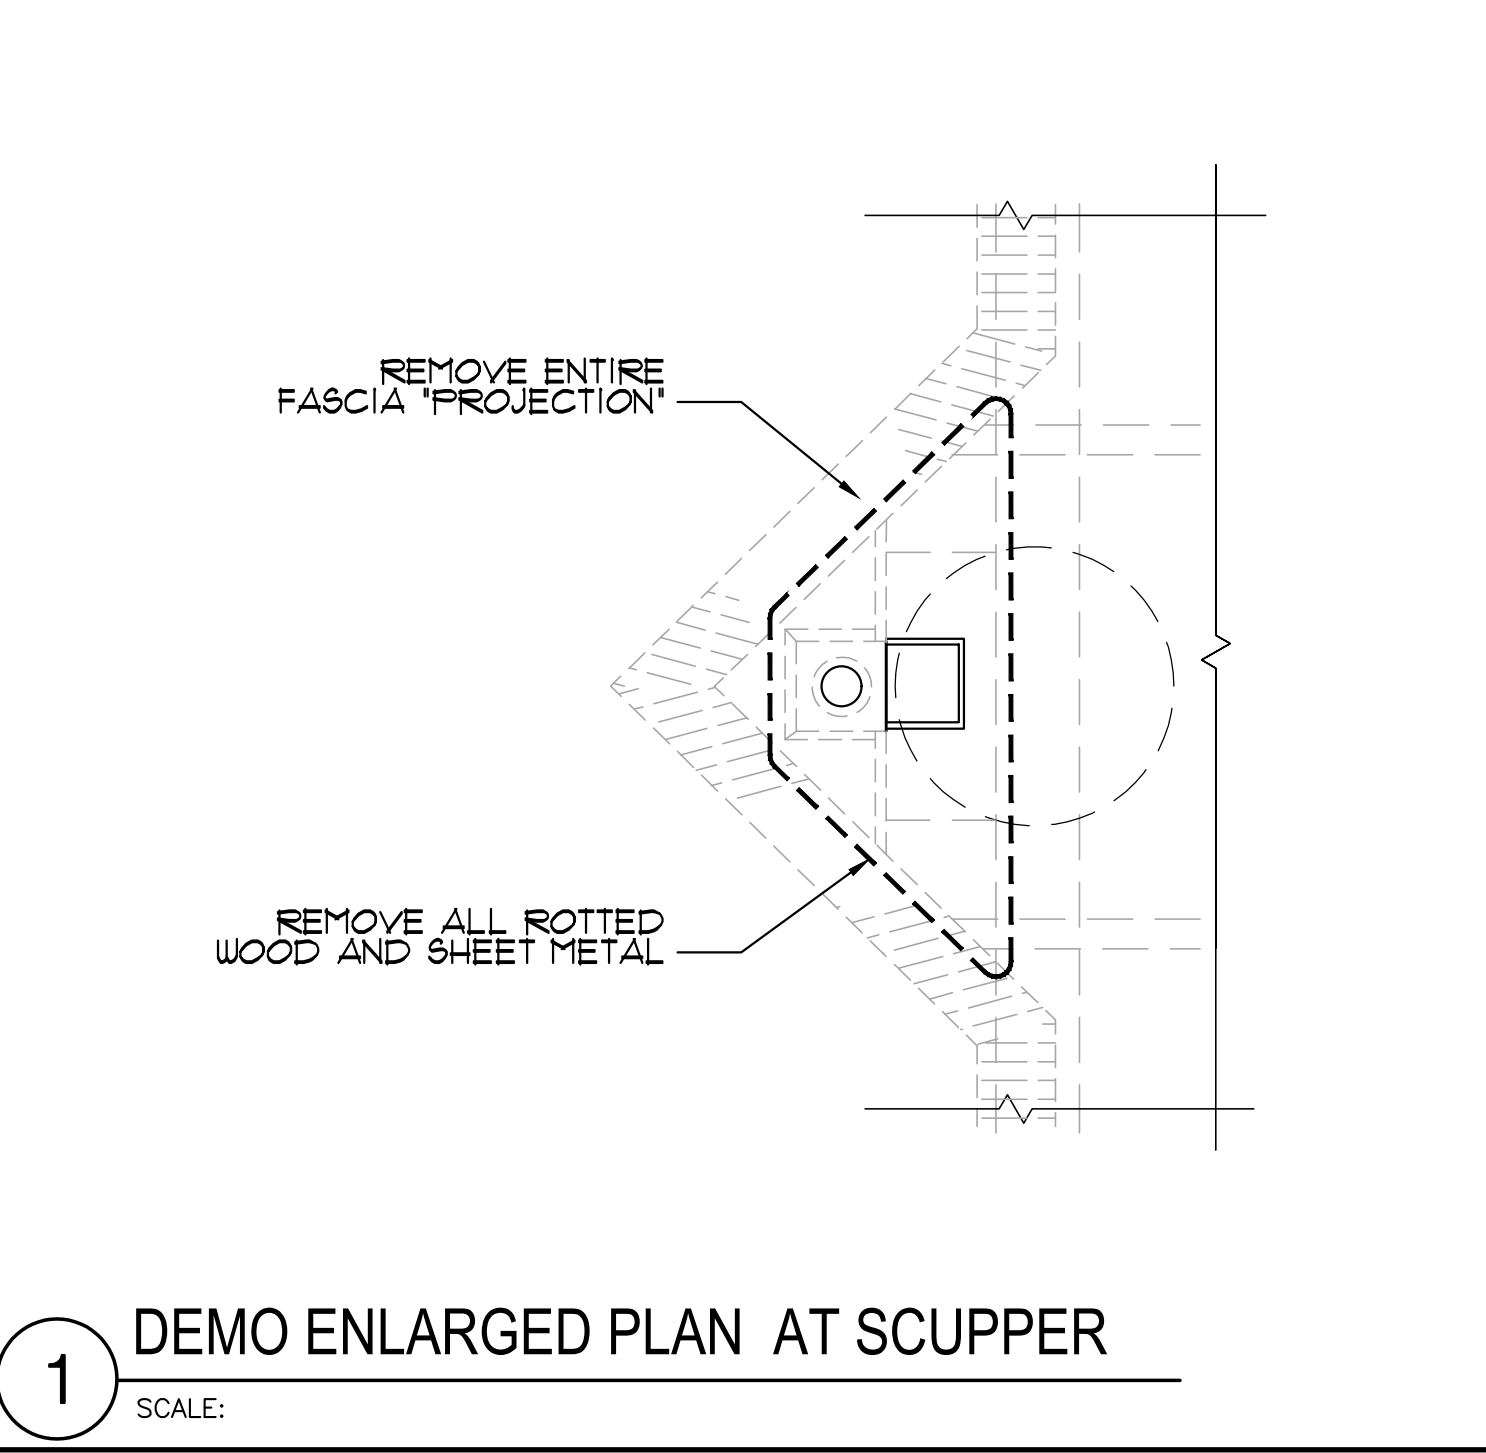 REMOVE ENTIRE
FASCIA "PROJECTION"
REMOVE ALL ROTTED
WOOD AND SHEET METAL
1
DEMO ENLARGED PLAN AT SCUPPER
SCALE: